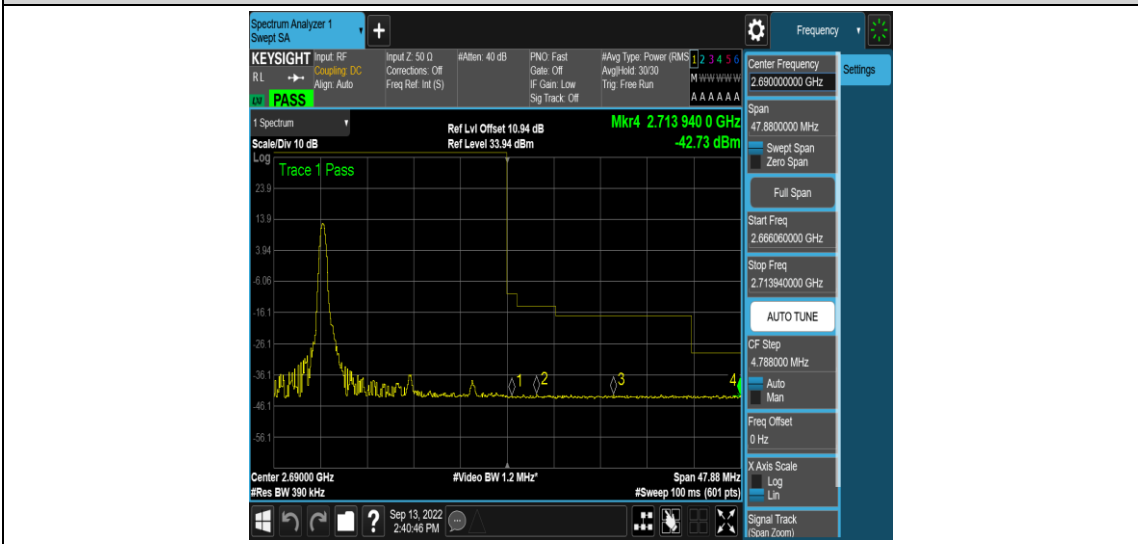 Spectrum Analyzer 1
Swept SA
+
Frequency
KEYSIGHT
RL
LXI
PASS
Input: RF
Coupling: DC
Align: Auto
Input Z: 50 Ω
Corrections: Off
Freq Ref: Int (S)
#Atten: 40 dB
PNO: Fast
Gate: Off
IF Gain: Low
Sig Track: Off
#Avg Type: Power (RMS
Avg|Hold: 30/30
Trig: Free Run
1 2 3 4 5 6
M W W W W W
A A A A A A
1 Spectrum
Scale/Div 10 dB
Ref Lvl Offset 10.94 dB
Ref Level 33.94 dBm
Mkr4 2.713 940 0 GHz
-42.73 dBm
Log
Trace 1 Pass
23.9
13.9
3.94
-6.06
-16.1
-26.1
-36.1
-46.1
-56.1
1
2
3
4
Center 2.69000 GHz
#Video BW 1.2 MHz*
Span 47.88 MHz
#Res BW 390 kHz
#Sweep 100 ms (601 pts)
?
Sep 13, 2022
2:40:46 PM
Center Frequency
2.690000000 GHz
Settings
Span
47.8800000 MHz
Swept Span
Zero Span
Full Span
Start Freq
2.666060000 GHz
Stop Freq
2.713940000 GHz
AUTO TUNE
CF Step
4.788000 MHz
Auto
Man
Freq Offset
0 Hz
X Axis Scale
Log
Lin
Signal Track
(Span Zoom)